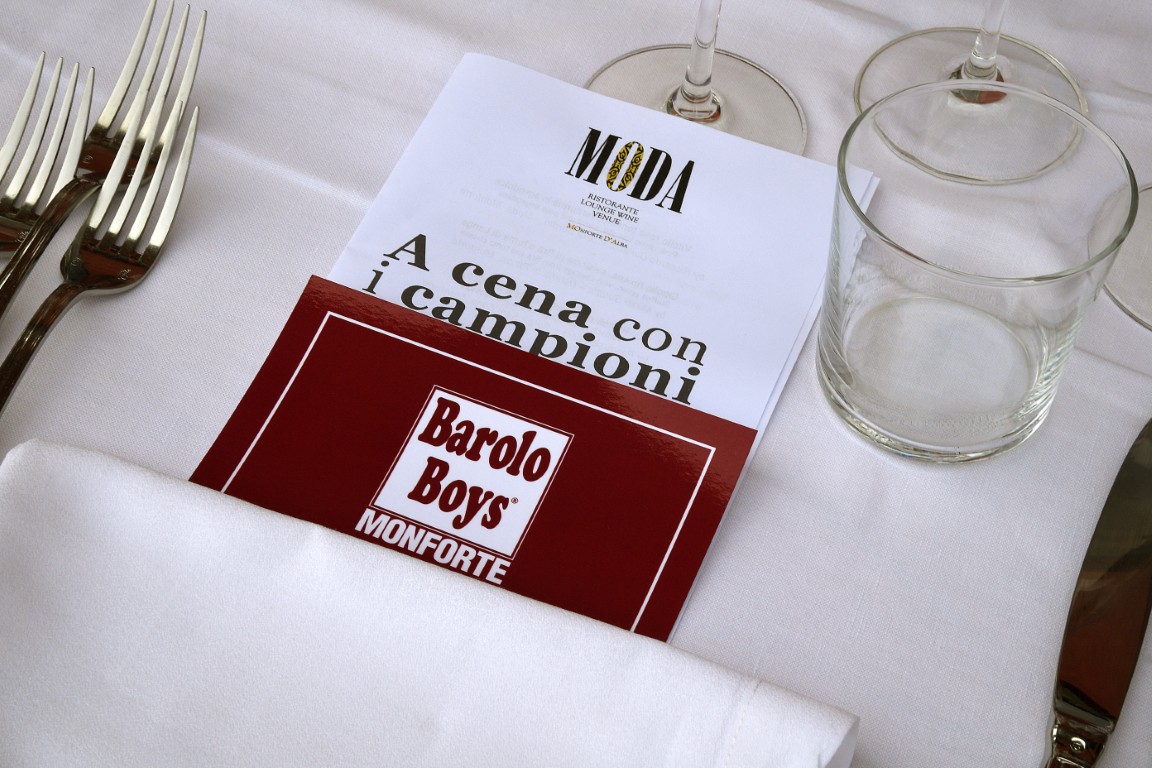 MODA
RISTORANTE
LOUNGE WINE
VENUE
MONFORTE D'ALBA
A cena con
i campioni
Barolo
Boys®
MONFORTE